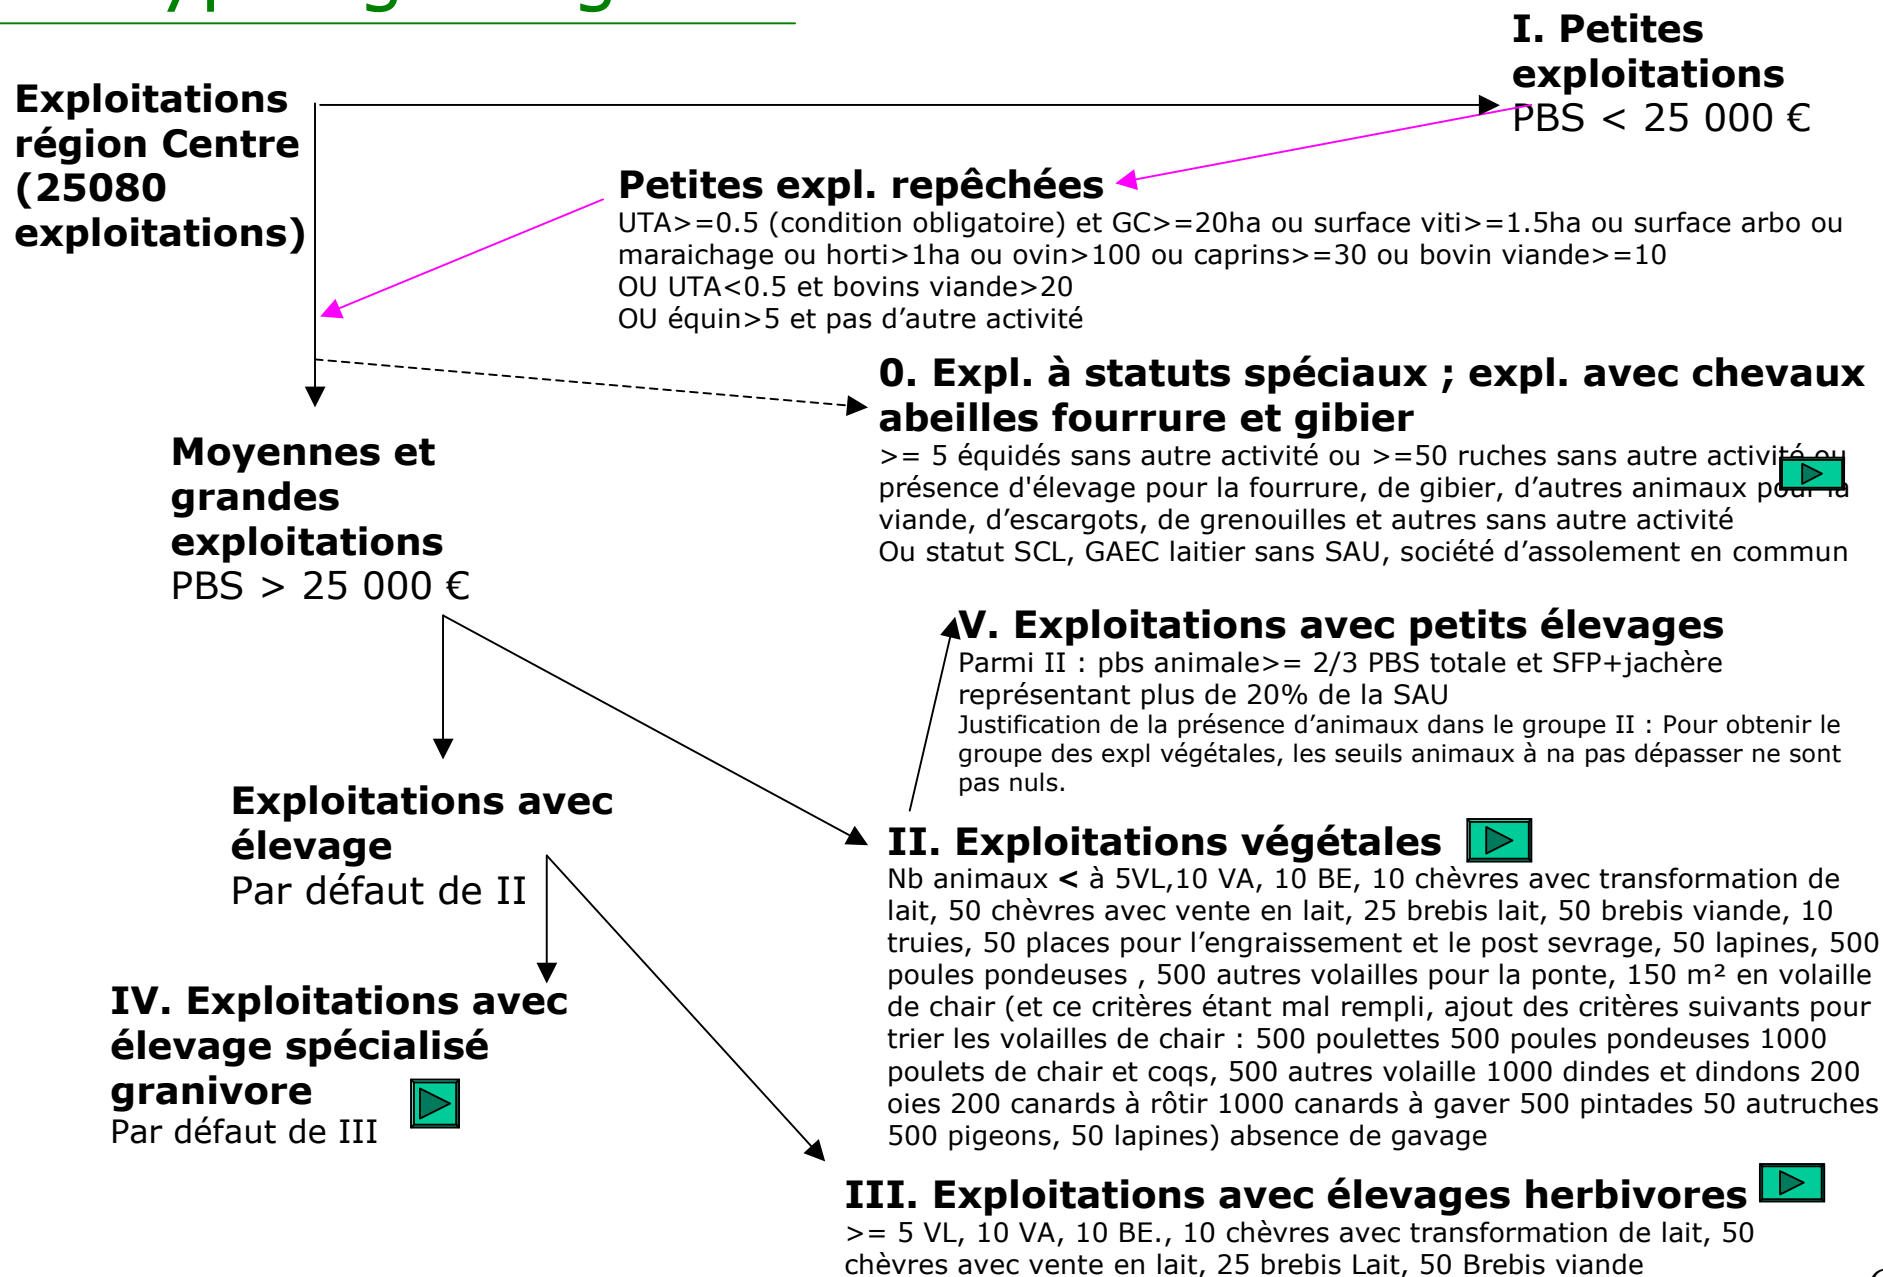 I. Petites
exploitations
PBS < 25 000 €
Exploitations
région Centre
(25080
exploitations)
Petites expl. repêchées
UTA>=0.5 (condition obligatoire) et GC>=20ha ou surface viti>=1.5ha ou surface arbo ou
maraichage ou horti>1ha ou ovin>100 ou caprins>=30 ou bovin viande>=10
OU UTA<0.5 et bovins viande>20
OU équin>5 et pas d’autre activité
0. Expl. à statuts spéciaux ; expl. avec chevaux
abeilles fourrure et gibier
>= 5 équidés sans autre activité ou >=50 ruches sans autre activité ou
présence d'élevage pour la fourrure, de gibier, d’autres animaux pour la
viande, d’escargots, de grenouilles et autres sans autre activité
Ou statut SCL, GAEC laitier sans SAU, société d’assolement en commun
Moyennes et
grandes
exploitations
PBS > 25 000 €
V. Exploitations avec petits élevages
Parmi II : pbs animale>= 2/3 PBS totale et SFP+jachère
représentant plus de 20% de la SAU
Justification de la présence d’animaux dans le groupe II : Pour obtenir le
groupe des expl végétales, les seuils animaux à na pas dépasser ne sont
pas nuls.
Exploitations avec
élevage
Par défaut de II
II. Exploitations végétales
Nb animaux < à 5VL,10 VA, 10 BE, 10 chèvres avec transformation de
lait, 50 chèvres avec vente en lait, 25 brebis lait, 50 brebis viande, 10
truies, 50 places pour l’engraissement et le post sevrage, 50 lapines, 500
poules pondeuses , 500 autres volailles pour la ponte, 150 m² en volaille
de chair (et ce critères étant mal rempli, ajout des critères suivants pour
trier les volailles de chair : 500 poulettes 500 poules pondeuses 1000
poulets de chair et coqs, 500 autres volaille 1000 dindes et dindons 200
oies 200 canards à rôtir 1000 canards à gaver 500 pintades 50 autruches
500 pigeons, 50 lapines) absence de gavage
IV. Exploitations avec
élevage spécialisé
granivore
Par défaut de III
III. Exploitations avec élevages herbivores
>= 5 VL, 10 VA, 10 BE., 10 chèvres avec transformation de lait, 50
chèvres avec vente en lait, 25 brebis Lait, 50 Brebis viande